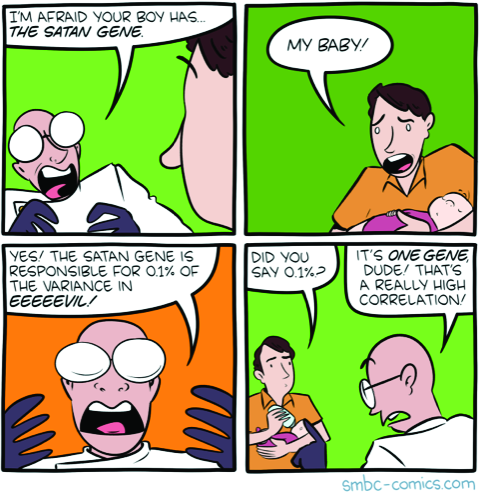 I'M AFRAID YOUR BOY HAS...
THE SATAN GENE.
MY BABY!
YES! THE SATAN GENE IS
RESPONSIBLE FOR 0.1% OF
THE VARIANCE IN
EEEEEVIL!
DID YOU
SAY 0.1%?
IT'S ONE GENE,
DUDE! THAT'S
A REALLY HIGH
CORRELATION!
smbc-comics.com